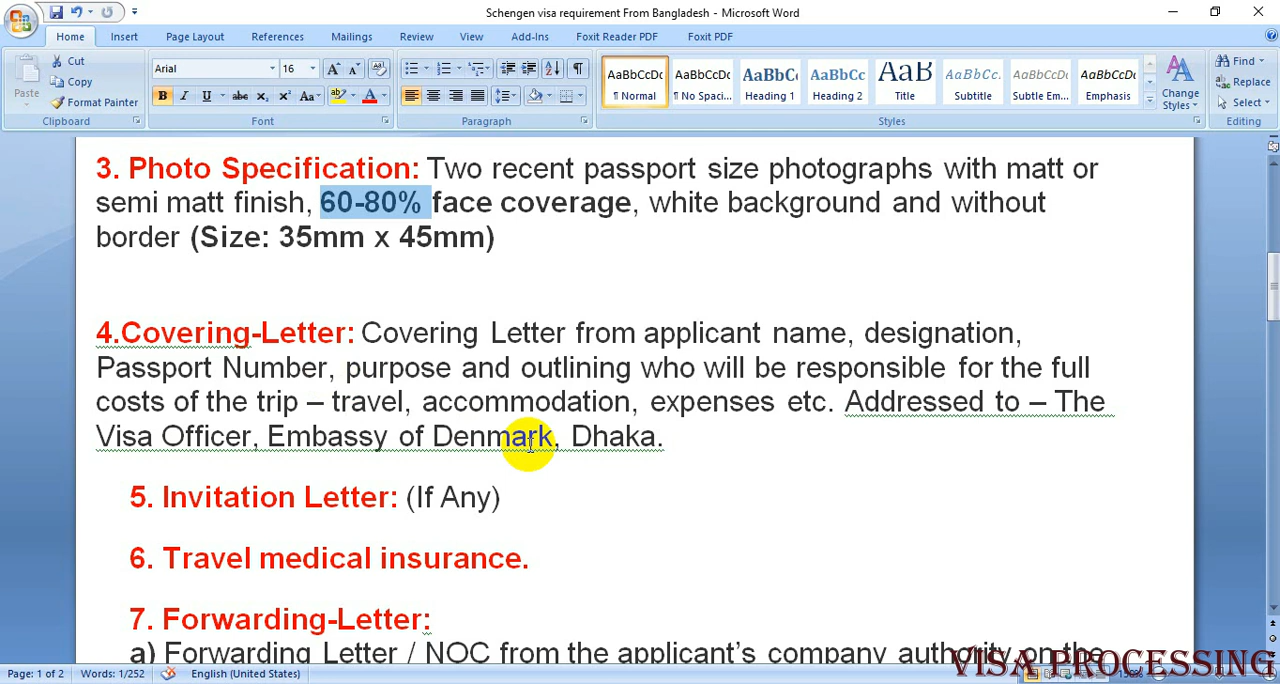 Schengen visa requirement From Bangladesh - Microsoft Word
Home Insert Page Layout References Mailings Review View Add-Ins Foxit Reader PDF Foxit PDF
Paste
Cut
Copy
Format Painter
Clipboard
Arial 16
Font
Paragraph
AaBbCcDc AaBbCcDc AaBbC( AaBbCc AaB AaBbCc. AaBbCcDc AaBbCcDc
¶ Normal ¶ No Spaci... Heading 1 Heading 2 Title Subtitle Subtle Em... Emphasis
Change
Styles
Styles
Find
Replace
Select
Editing
3. Photo Specification: Two recent passport size photographs with matt or
semi matt finish, 60-80% face coverage, white background and without
border (Size: 35mm x 45mm)
4.Covering-Letter: Covering Letter from applicant name, designation,
Passport Number, purpose and outlining who will be responsible for the full
costs of the trip – travel, accommodation, expenses etc. Addressed to – The
Visa Officer, Embassy of Denmark, Dhaka.
5. Invitation Letter: (If Any)
6. Travel medical insurance.
7. Forwarding-Letter:
a) Forwarding Letter / NOC from the applicant's company authority on the
VISA PROCESSING
Page: 1 of 2 Words: 1/252 English (United States)